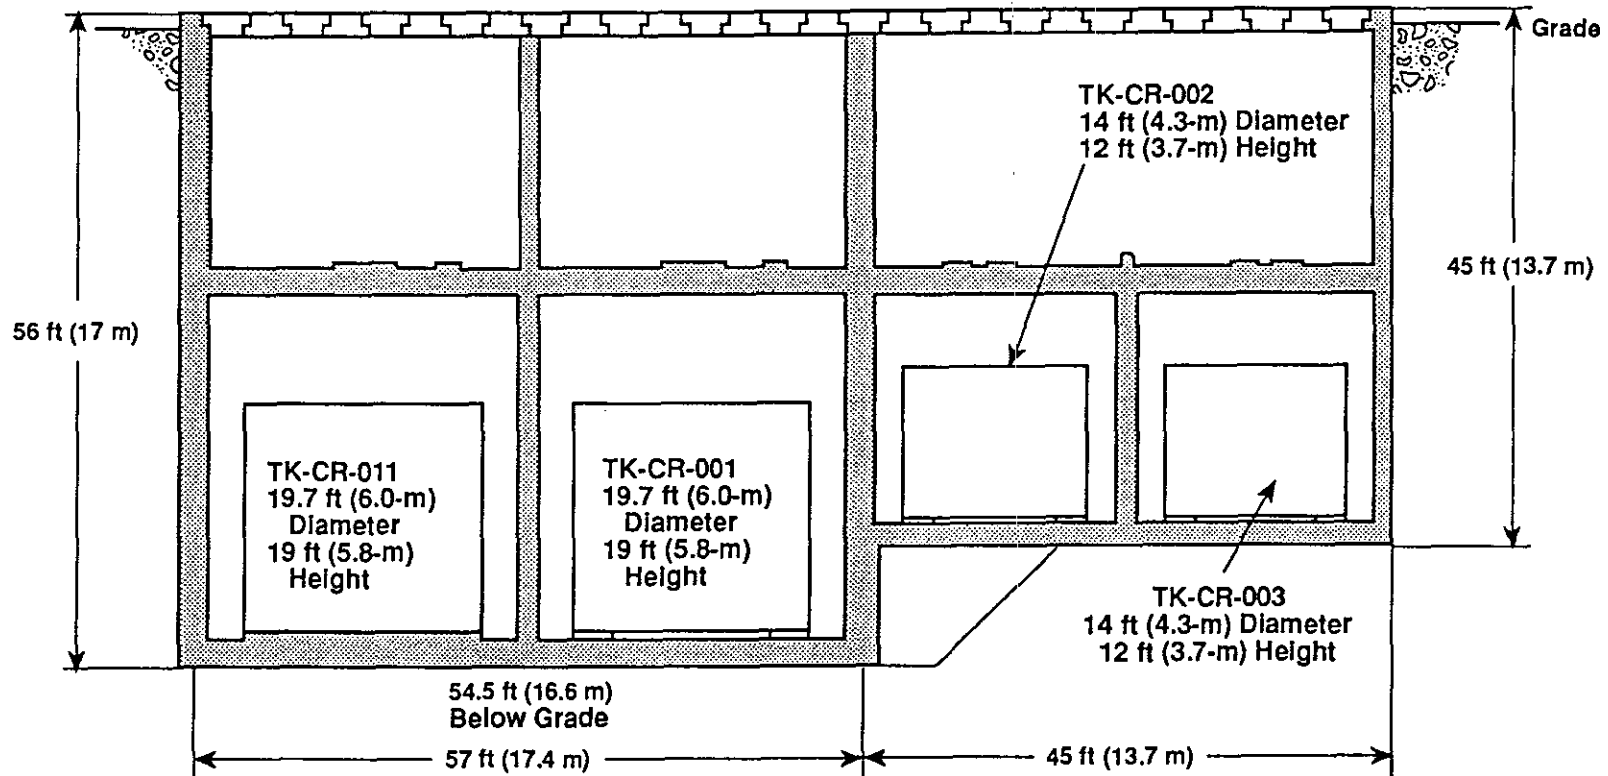 Grade
TK-CR-002
14 ft (4.3-m) Diameter
12 ft (3.7-m) Height
45 ft (13.7 m)
56 ft (17 m)
TK-CR-011
19.7 ft (6.0-m)
Diameter
19 ft (5.8-m)
Height
TK-CR-001
19.7 ft (6.0-m)
Diameter
19 ft (5.8-m)
Height
TK-CR-003
14 ft (4.3-m) Diameter
12 ft (3.7-m) Height
54.5 ft (16.6 m)
Below Grade
57 ft (17.4 m)
45 ft (13.7 m)